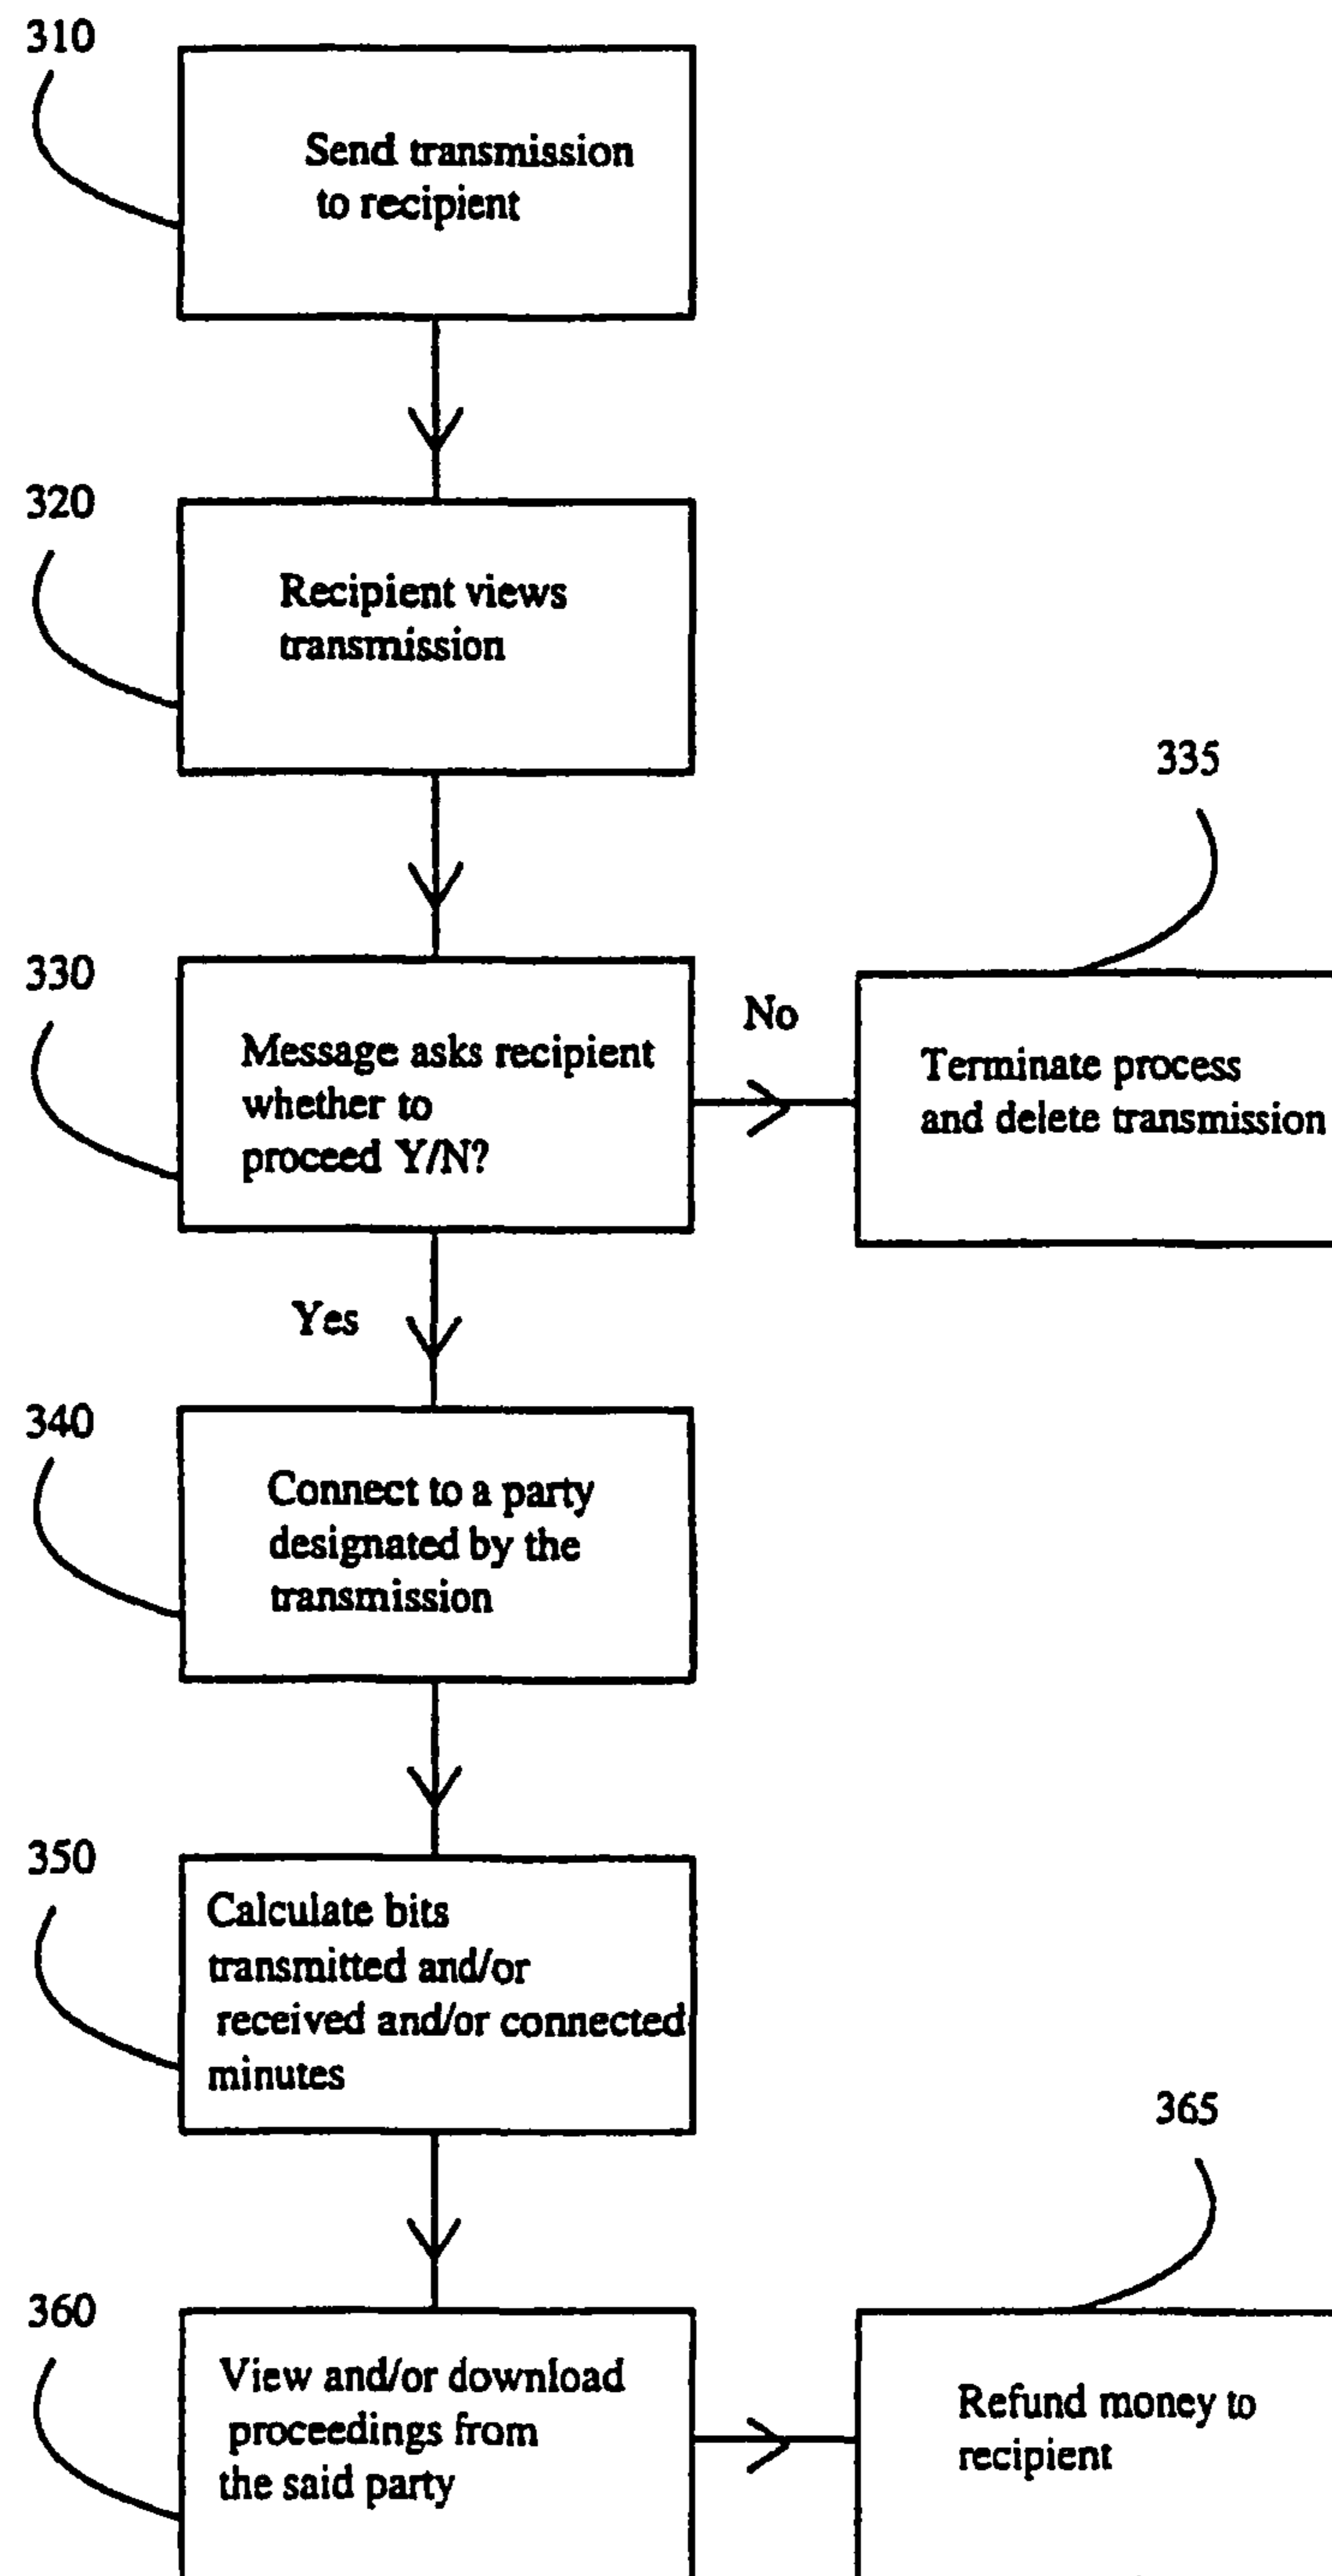 310
Send transmission
to recipient
320
Recipient views
transmission
335
330
Message asks recipient
whether to
proceed Y/N?
No
Terminate process
and delete transmission
Yes
340
Connect to a party
designated by the
transmission
350
Calculate bits
transmitted and/or
received and/or connected
minutes
365
360
View and/or download
proceedings from
the said party
Refund money to
recipient